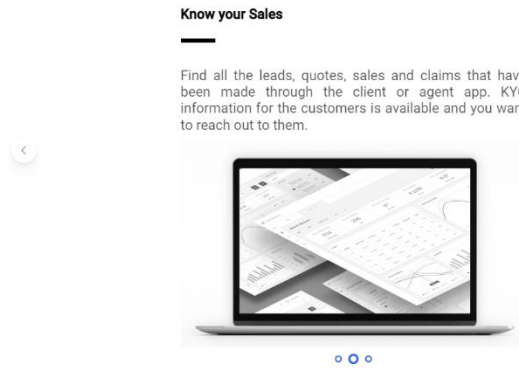 Know your Sales
Find all the leads, quotes, sales and claims that hav
been made through the client or agent app. KY
information for the customers is available and you wan
to reach out to them.